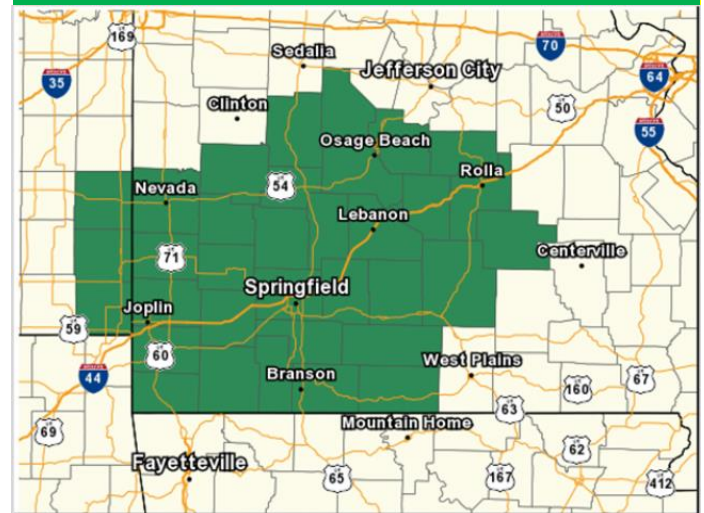 169
Sedalia
70
Jefferson City
64
35
Clinton
50
55
Osage Beach
Rolla
54
Nevada
Lebanon
71
Centerville
Springfield
Joplin
59
60
West Plains
44
Branson
67
160
63
69
Mountain Home
62
Fayetteville
65
167
412